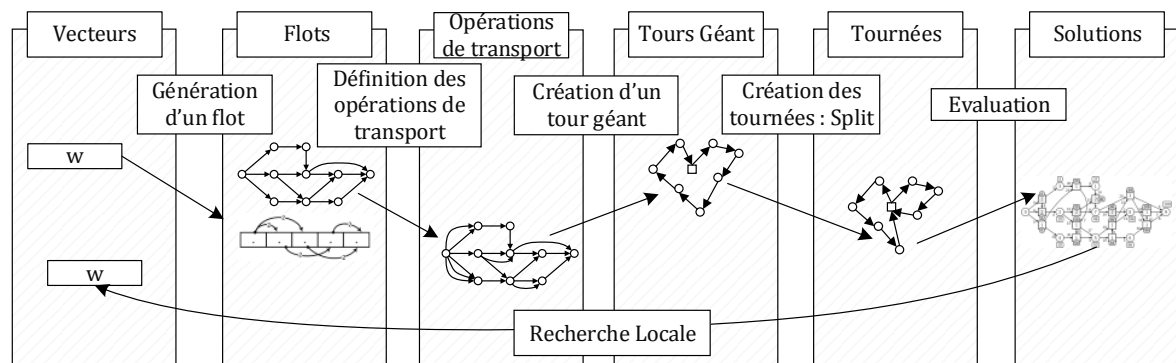 Vecteurs
Flots
Opérations
de transport
Tours Géant
Tournées
Solutions
Génération
d'un flot
Définition des
opérations de
transport
Création d'un
tour géant
Création des
tournées : Split
Evaluation
w
w
Recherche Locale